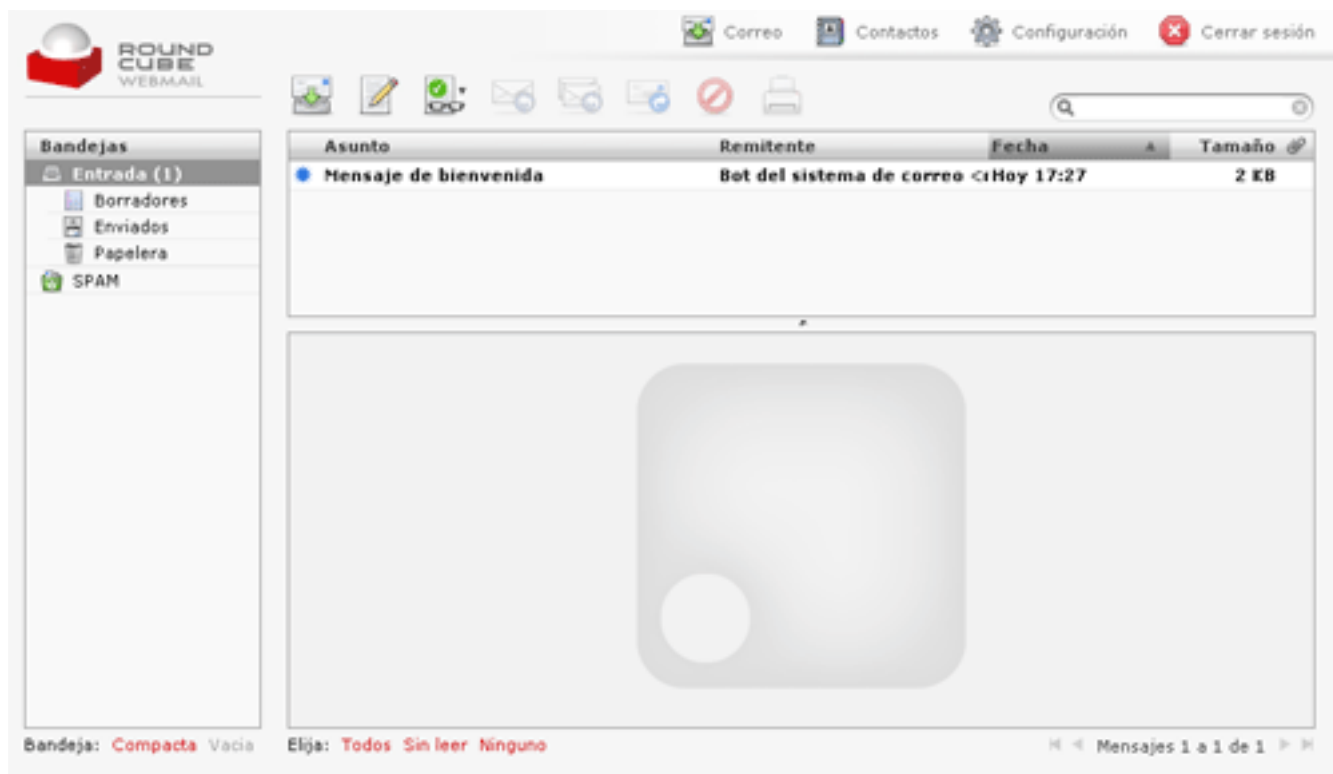 ROUND
CUBE
WEBMAIL
Correo Contactos Configuración Cerrar sesión
Bandejas
Entrada (1)
Borradores
Enviados
Papelera
SPAM
Asunto Remitente Fecha Tamaño
Mensaje de bienvenida Bot del sistema de correo Hoy 17:27 2 KB
Bandeja: Compacta Vacia
Elija: Todos Sin leer Ninguno
Mensajes 1 a 1 de 1